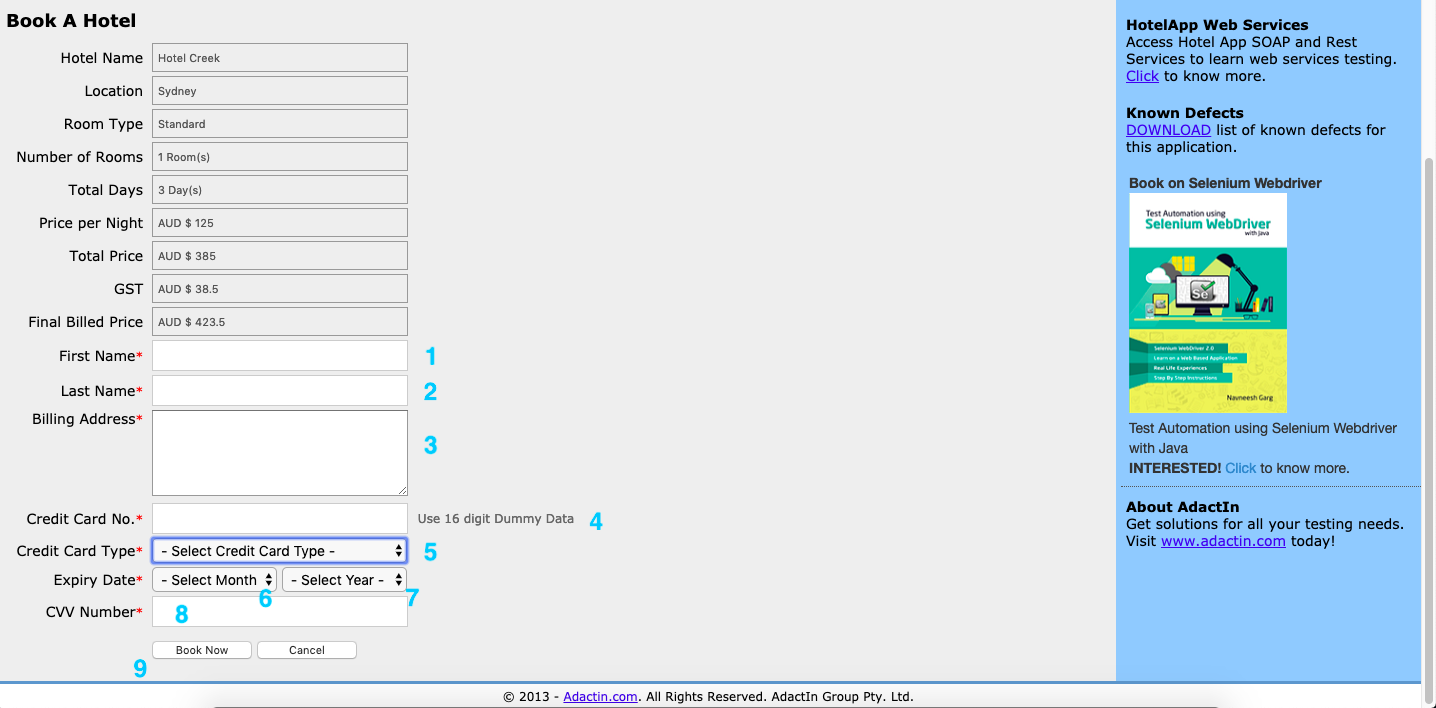 Book A Hotel
Hotel Name Hotel Creek
Location Sydney
Room Type Standard
Number of Rooms 1 Room(s)
Total Days 3 Day(s)
Price per Night AUD $ 125
Total Price AUD $ 385
GST AUD $ 38.5
Final Billed Price AUD $ 423.5
First Name* 1
Last Name* 2
Billing Address* 3
Credit Card No.* Use 16 digit Dummy Data 4
Credit Card Type* - Select Credit Card Type - 5
Expiry Date* - Select Month - Select Year - 6 7
CVV Number* 8
Book Now Cancel
9
HotelApp Web Services
Access Hotel App SOAP and Rest
Services to learn web services testing.
Click to know more.
Known Defects
DOWNLOAD list of known defects for
this application.
Book on Selenium Webdriver
Test Automation using
Selenium WebDriver
with Java
Se
Selenium WebDriver 2.0
Learn on a Web Based Application
Real Life Experiences
Step By Step Instructions
Navneesh Garg
Test Automation using Selenium Webdriver
with Java
INTERESTED! Click to know more.
About AdactIn
Get solutions for all your testing needs.
Visit www.adactin.com today!
© 2013 - Adactin.com. All Rights Reserved. AdactIn Group Pty. Ltd.